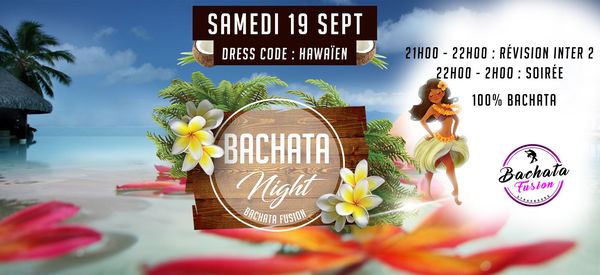 SAMEDI 19 SEPT
DRESS CODE : HAWAÏEN
21H00 - 22H00 : RÉVISION INTER 2
22H00 - 2H00 : SOIRÉE
100% BACHATA
BACHATA
Night
BACHATA FUSION
Bachata
Fusion